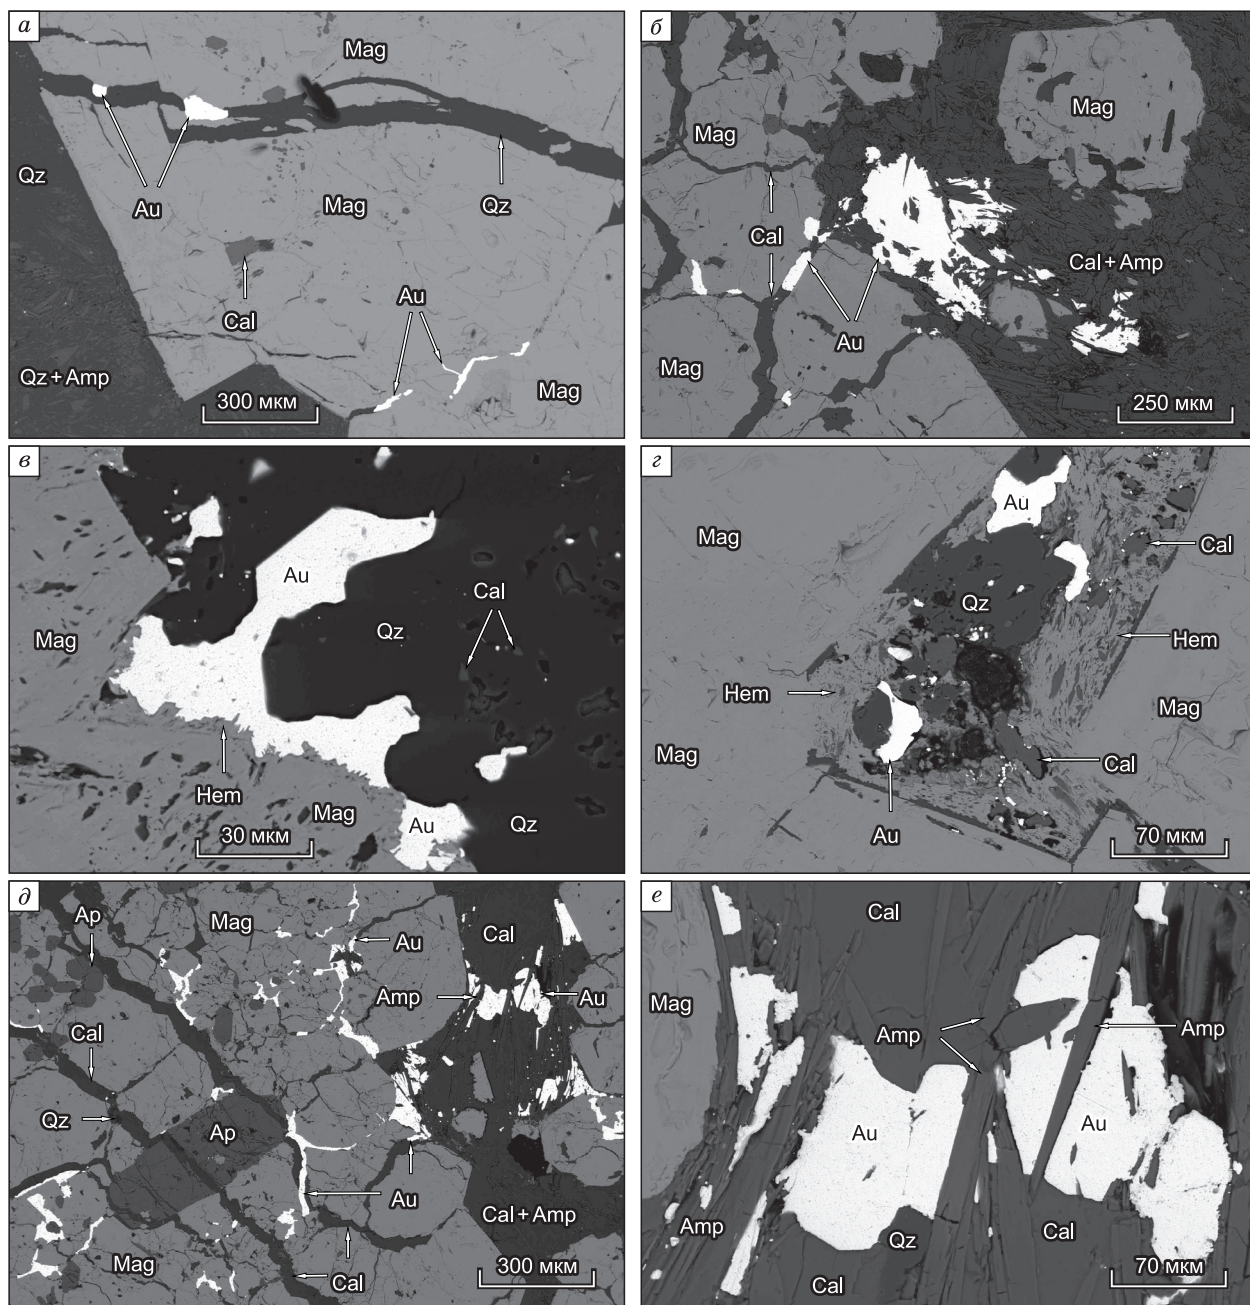 а
Mag
Qz
Au
Mag
Qz
Cal
Au
Qz + Amp
300 мкм
Mag
б
Mag
Mag
Cal
Cal + Amp
Au
Mag
250 мкм
в
Au
Cal
Mag
Qz
Hem
Mag
Au
Qz
30 мкм
г
Au
Mag
Cal
Qz
Hem
Hem
Mag
Mag
Cal
Au
70 мкм
д
Ap
Mag
Au
Cal
Amp
Au
Cal
Qz
Ap
Au
Cal + Amp
Mag
Cal
300 мкм
е
Cal
Mag
Amp
Amp
Au
Au
Amp
Qz
Cal
Cal
70 мкм